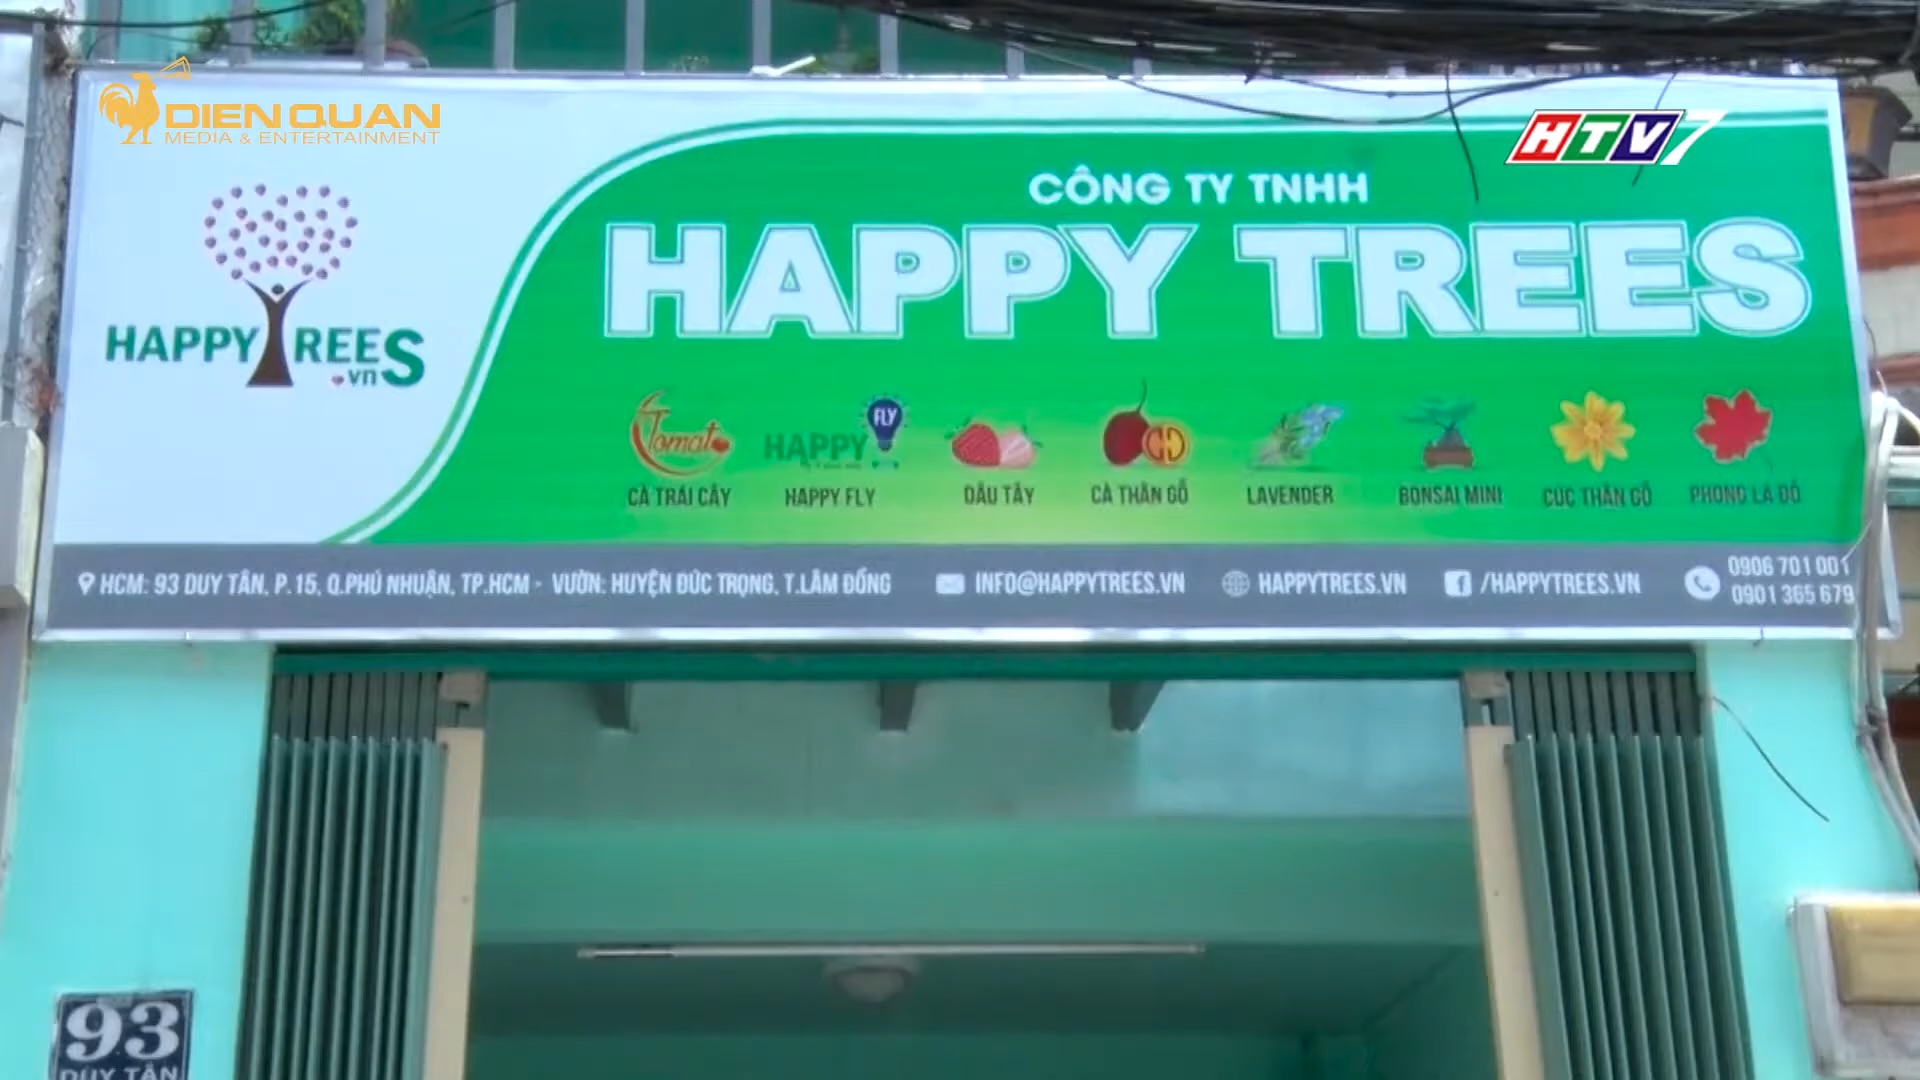 DIEN QUAN
MEDIA & ENTERTAINMENT
HTV7
CÔNG TY TNHH
HAPPY TREES
HAPPY TREES
.vn
Tomato
HAPPY
FLY
CÀ TRÁI CÂY
HAPPY FLY
DÂU TÂY
CÀ THÂN GỖ
LAVENDER
BONSAI MINI
CÚC THÂN GỖ
PHONG LÁ ĐỎ
HCM: 93 DUY TÂN, P.15, Q.PHÚ NHUẬN, TP.HCM - VƯỜN: HUYỆN ĐỨC TRỌNG, T.LÂM ĐỒNG
INFO@HAPPYTREES.VN
HAPPYTREES.VN
/HAPPYTREES.VN
0906 701 001
0901 365 679
93
DUY TÂN